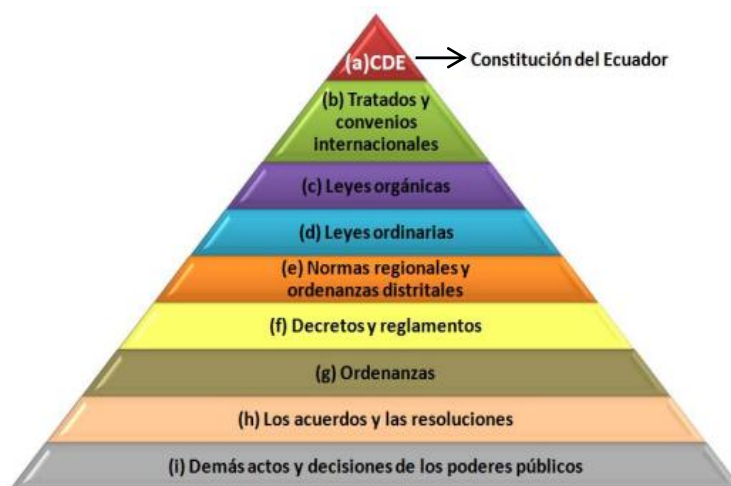 (a)CDE
Constitución del Ecuador
(b) Tratados y
convenios
internacionales
(c) Leyes orgánicas
(d) Leyes ordinarias
(e) Normas regionales y
ordenanzas distritales
(f) Decretos y reglamentos
(g) Ordenanzas
(h) Los acuerdos y las resoluciones
(i) Demás actos y decisiones de los poderes públicos